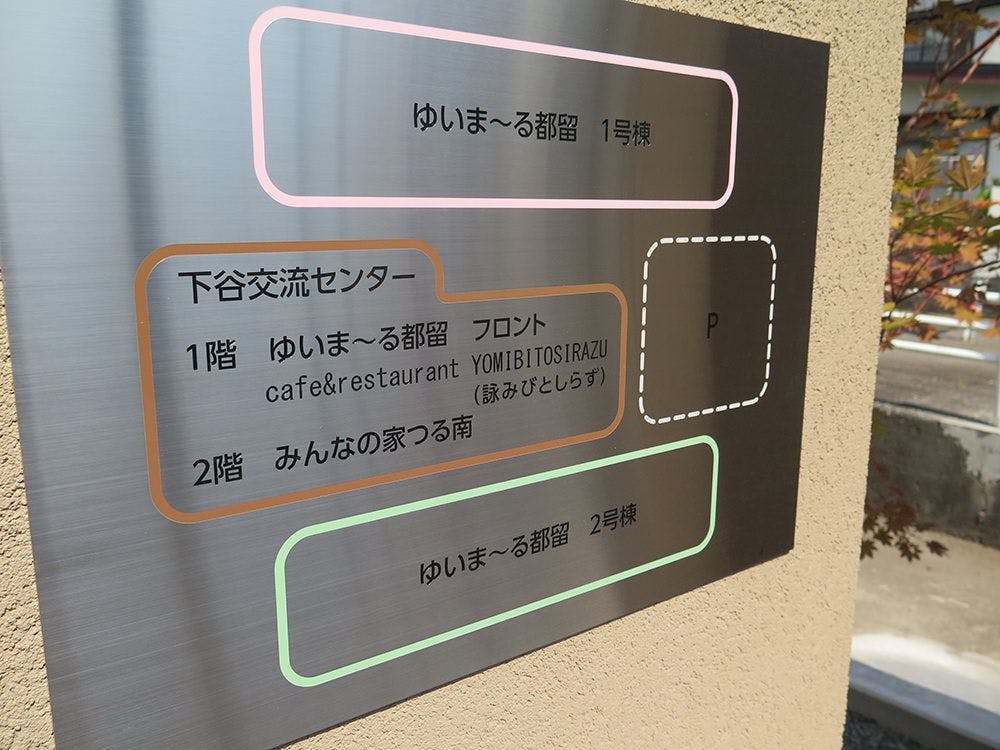 ゆいま～る都留 1号棟
下谷交流センター
1階 ゆいま～る都留 フロント
cafe&restaurant YOMIBITOSIRAZU
(詠みびとしらず)
P
2階 みんなの家つる南
ゆいま～る都留 2号棟